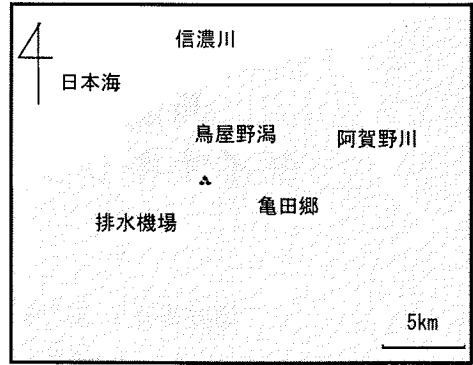 信濃川
日本海
鳥屋野潟
阿賀野川
亀田郷
排水機場
5km